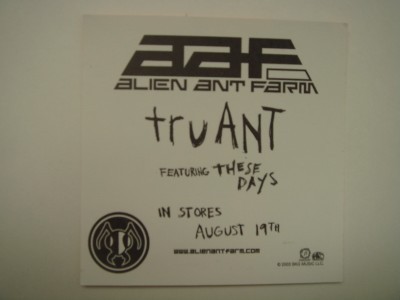 aaf
ALIEN ANT FARM
truANT
FEATURING THESE
DAYS
IN STORES
AUGUST 19TH
www.alienantfarm.com